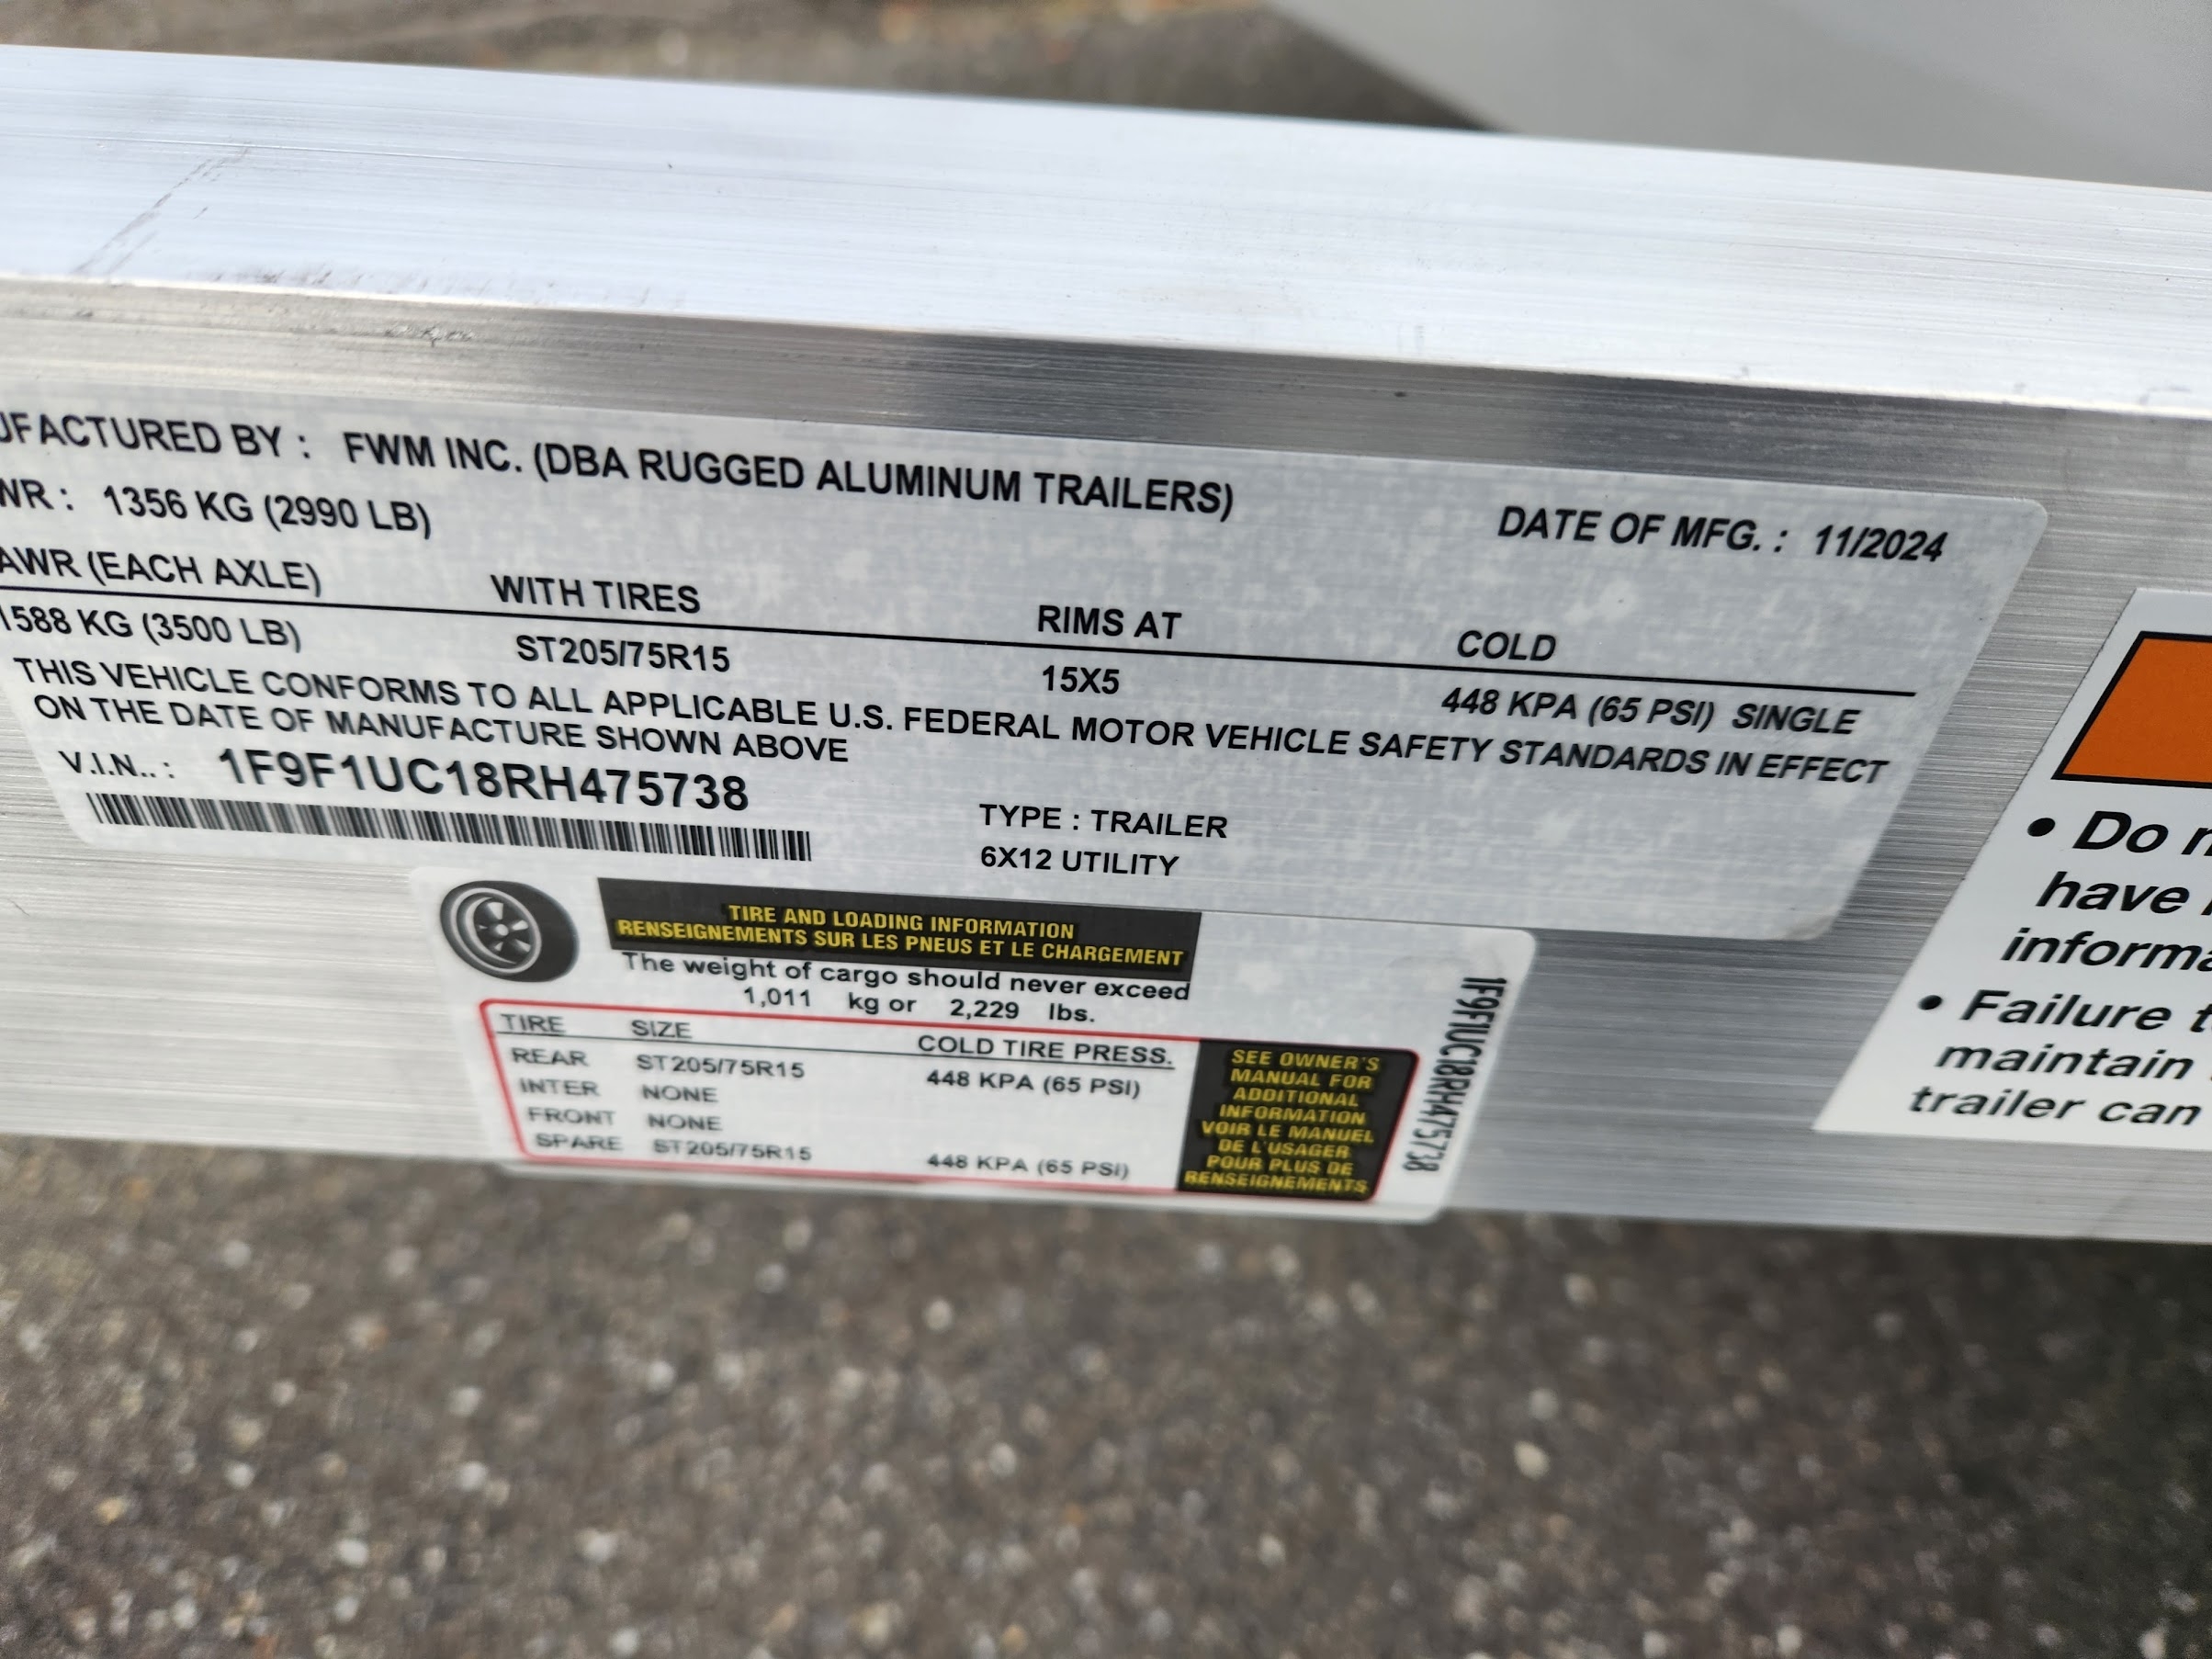 UFACTURED BY : FWM INC. (DBA RUGGED ALUMINUM TRAILERS)
DATE OF MFG. : 11/2024
WR : 1356 KG (2990 LB)
AWR (EACH AXLE) WITH TIRES RIMS AT COLD
1588 KG (3500 LB) ST205/75R15 15X5 448 KPA (65 PSI) SINGLE
THIS VEHICLE CONFORMS TO ALL APPLICABLE U.S. FEDERAL MOTOR VEHICLE SAFETY STANDARDS IN EFFECT
ON THE DATE OF MANUFACTURE SHOWN ABOVE
V.I.N.. : 1F9F1UC18RH475738
TYPE : TRAILER
6X12 UTILITY
TIRE AND LOADING INFORMATION
RENSEIGNEMENTS SUR LES PNEUS ET LE CHARGEMENT
The weight of cargo should never exceed
1,011 kg or 2,229 lbs.
TIRE SIZE COLD TIRE PRESS.
REAR ST205/75R15 448 KPA (65 PSI)
INTER NONE
FRONT NONE
SPARE ST205/75R15 448 KPA (65 PSI)
SEE OWNER'S
MANUAL FOR
ADDITIONAL
INFORMATION
VOIR LE MANUEL
DE L'USAGER
POUR PLUS DE
RENSEIGNEMENTS
1F9F1UC18RH475738
• Do
have
informa
• Failure t
maintain
trailer can